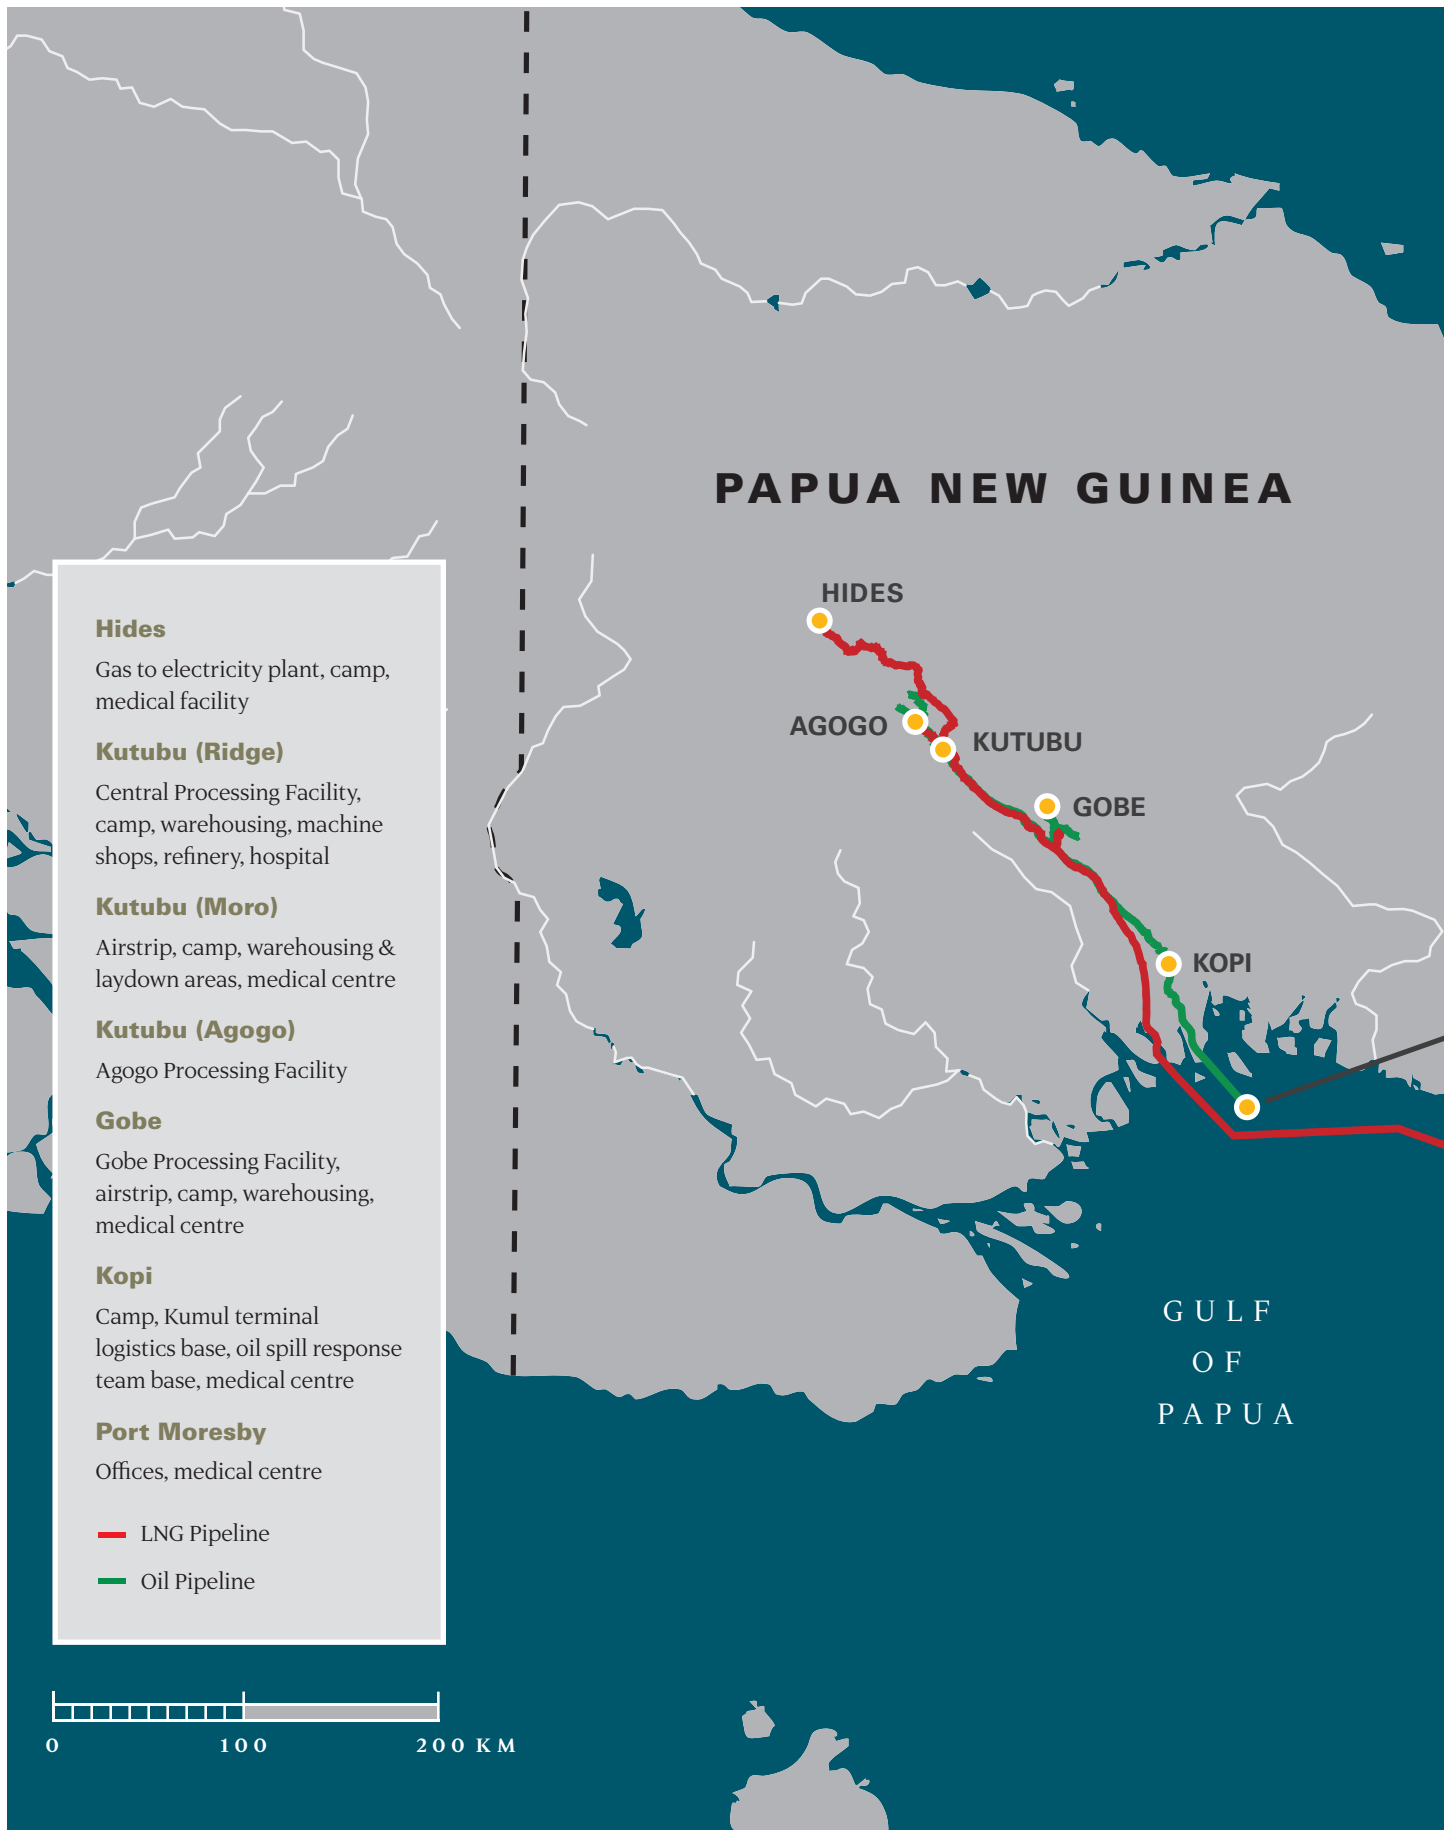 PAPUA NEW GUINEA
HIDES
AGOGO
KUTUBU
GOBE
KOPI
Hides
Gas to electricity plant, camp,
medical facility
Kutubu (Ridge)
Central Processing Facility,
camp, warehousing, machine
shops, refinery, hospital
Kutubu (Moro)
Airstrip, camp, warehousing &
laydown areas, medical centre
Kutubu (Agogo)
Agogo Processing Facility
Gobe
Gobe Processing Facility,
airstrip, camp, warehousing,
medical centre
Kopi
Camp, Kumul terminal
logistics base, oil spill response
team base, medical centre
Port Moresby
Offices, medical centre
LNG Pipeline
Oil Pipeline
GULF
OF
PAPUA
0 100 200 KM